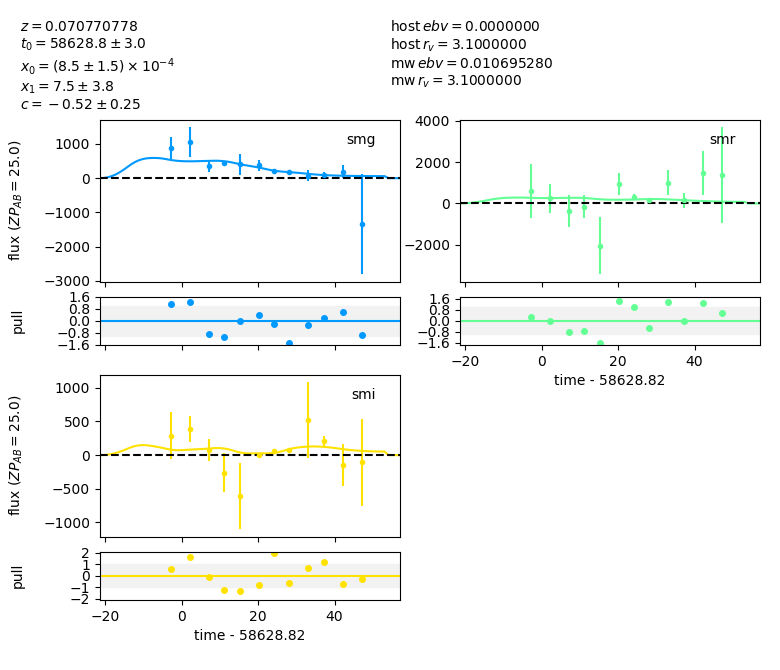 z = 0.070770778
t0 = 58628.8 ± 3.0
x0 = (8.5 ± 1.5) × 10^−4
x1 = 7.5 ± 3.8
c = −0.52 ± 0.25
host ebv = 0.0000000
host rv = 3.1000000
mw ebv = 0.010695280
mw rv = 3.1000000
smg
flux (ZP_AB = 25.0)
1000
0
−1000
−2000
−3000
pull
1.6
0.8
0.0
−0.8
−1.6
smr
4000
2000
0
−2000
1.6
0.8
0.0
−0.8
−1.6
−20
0
20
40
time - 58628.82
smi
flux (ZP_AB = 25.0)
1000
500
0
−500
−1000
pull
2
1
0
−1
−2
−20
0
20
40
time - 58628.82